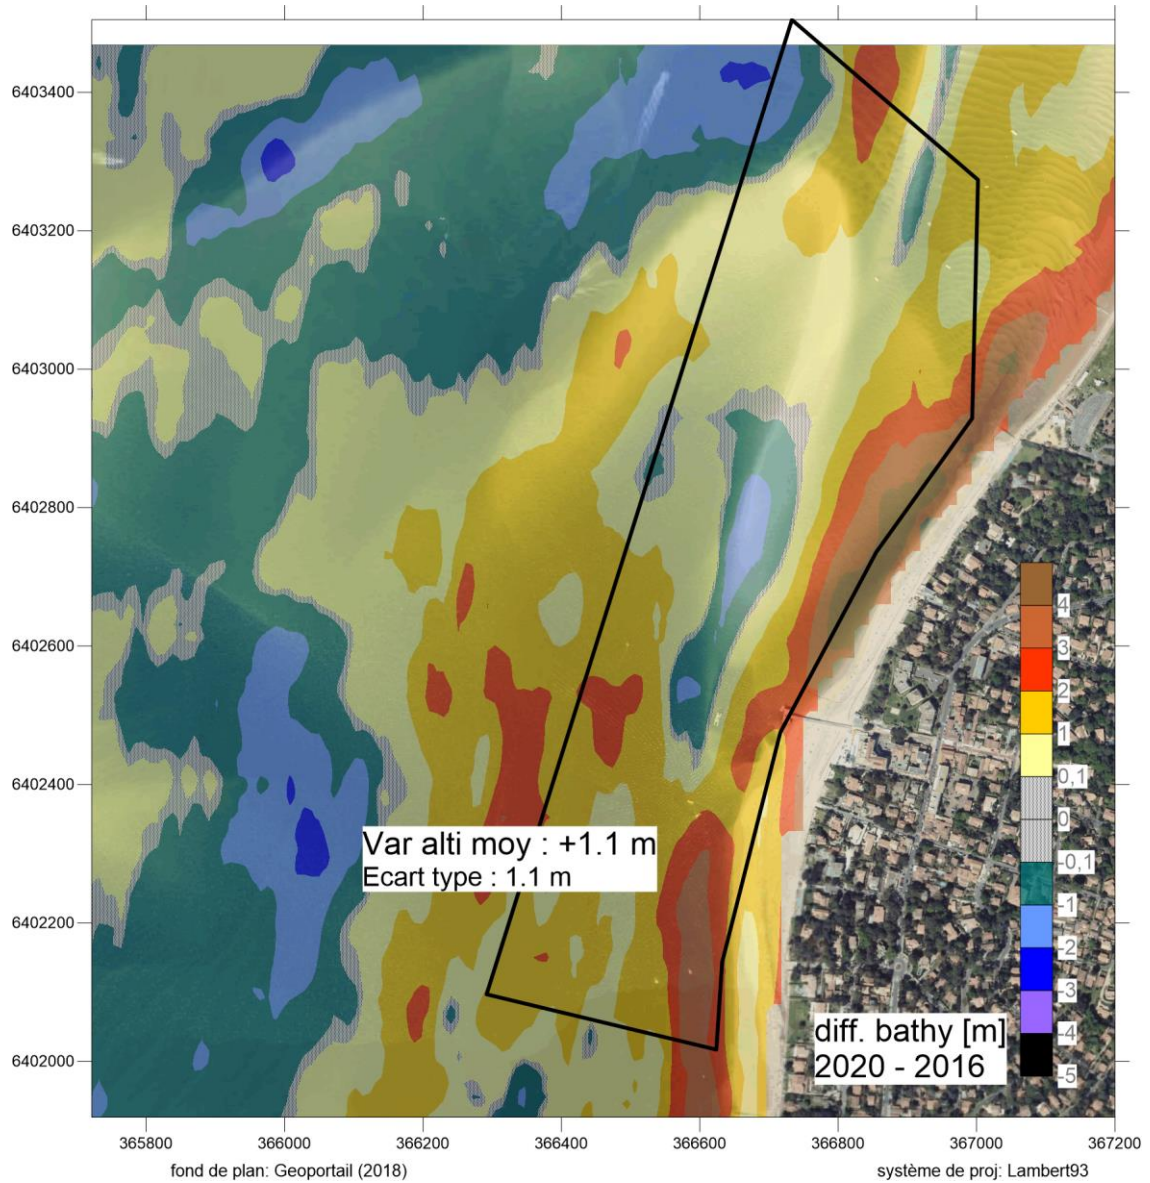 6403400
6403200
6403000
6402800
6402600
6402400
6402200
6402000
Var alti moy : +1.1 m
Ecart type : 1.1 m
4
3
2
1
0,1
0
-0,1
-1
-2
-3
-4
-5
diff. bathy [m]
2020 - 2016
365800 366000 366200 366400 366600 366800 367000 367200
fond de plan: Geoportail (2018)
système de proj: Lambert93